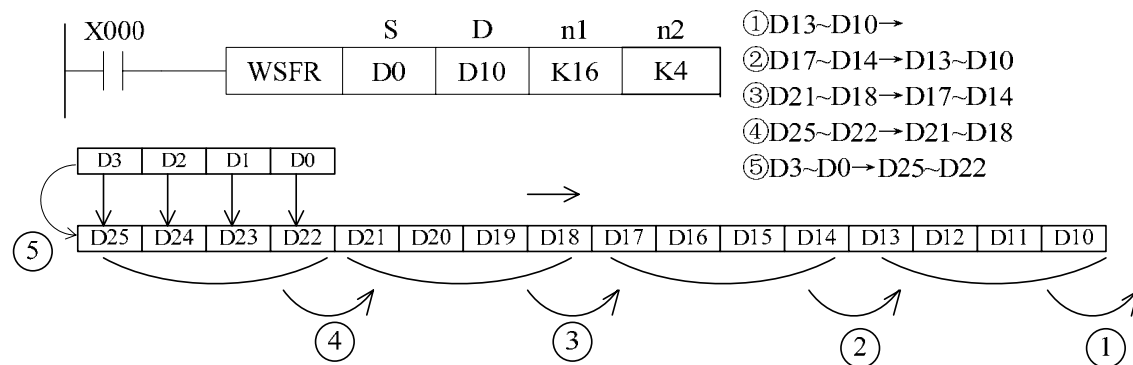 X000
S D n1 n2
WSFR D0 D10 K16 K4
①D13~D10→
②D17~D14→D13~D10
③D21~D18→D17~D14
④D25~D22→D21~D18
⑤D3~D0→D25~D22
D3 D2 D1 D0
→
⑤
D25 D24 D23 D22 D21 D20 D19 D18 D17 D16 D15 D14 D13 D12 D11 D10
④ ③ ② ①